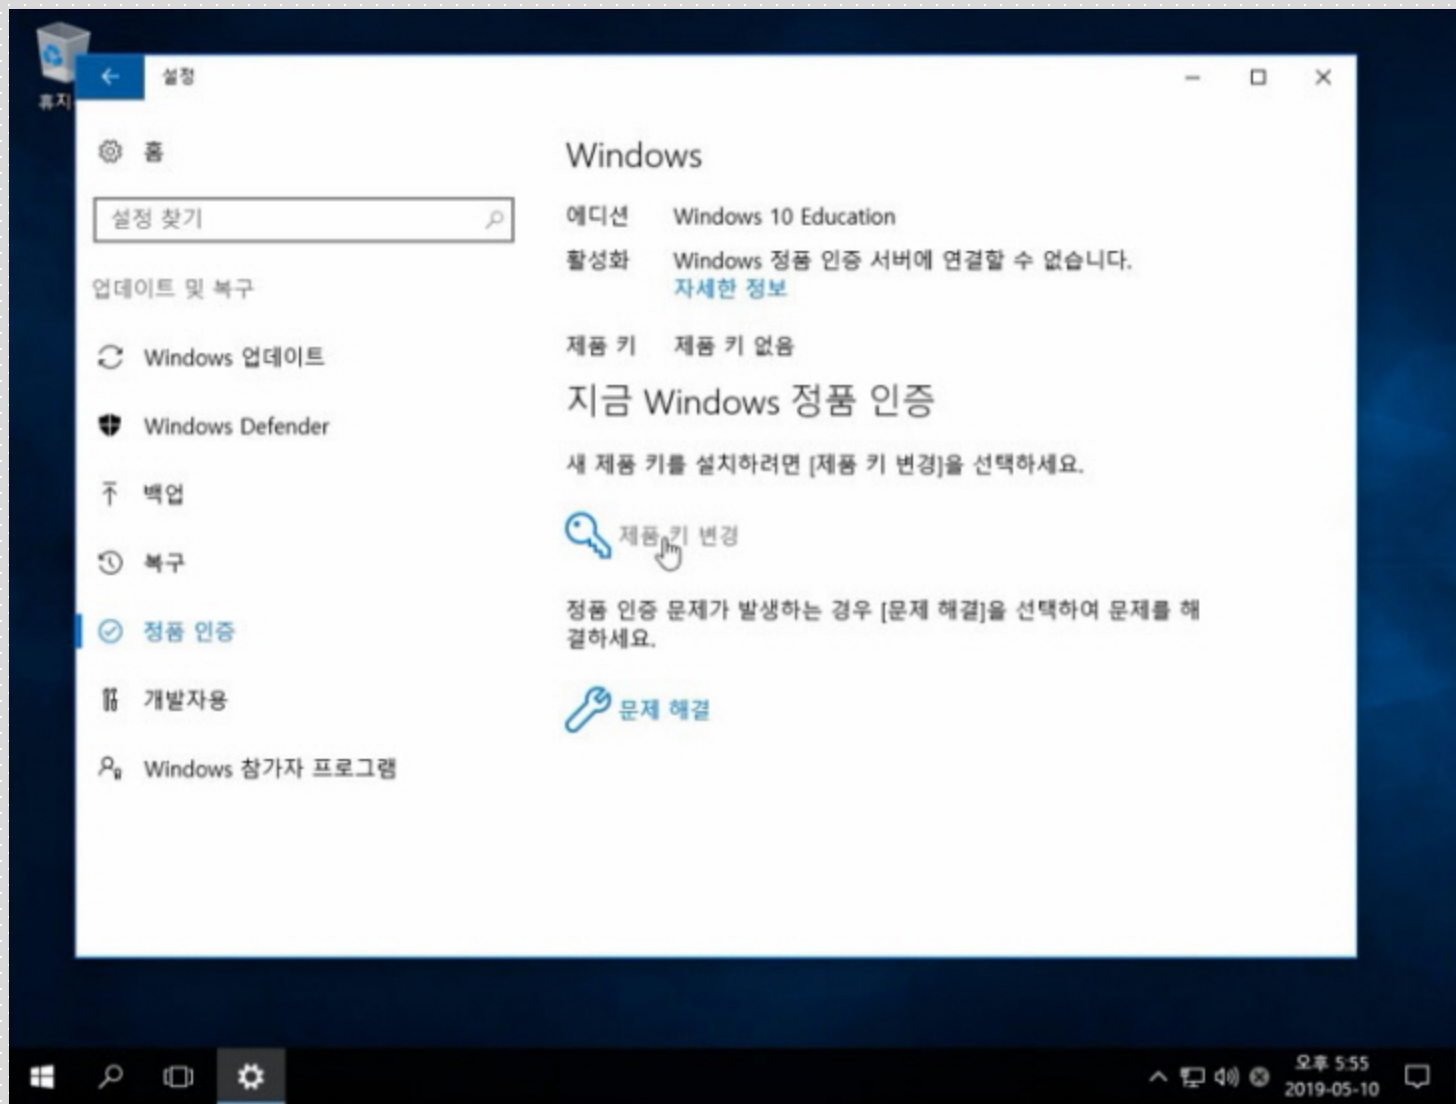 휴지
설정
홈
설정 찾기
업데이트 및 복구
Windows 업데이트
Windows Defender
백업
복구
정품 인증
개발자용
Windows 참가자 프로그램
Windows
에디션 Windows 10 Education
활성화 Windows 정품 인증 서버에 연결할 수 없습니다.
자세한 정보
제품 키 제품 키 없음
지금 Windows 정품 인증
새 제품 키를 설치하려면 [제품 키 변경]을 선택하세요.
제품 키 변경
정품 인증 문제가 발생하는 경우 [문제 해결]을 선택하여 문제를 해
결하세요.
문제 해결
오후 5:55
2019-05-10